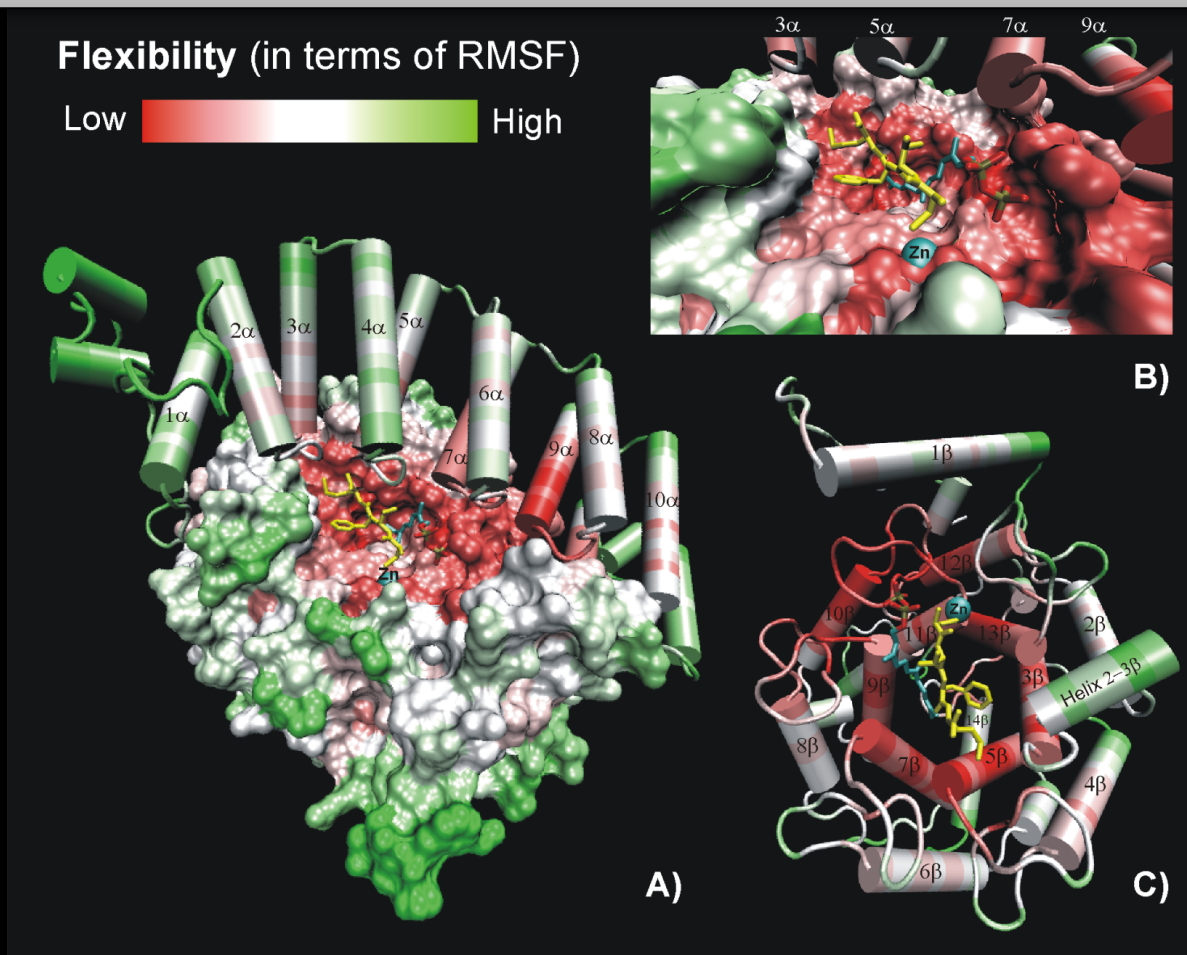 Flexibility (in terms of RMSF)
Low
High
3α 5α 7α 9α
Zn
B)
1α
2α
3α
4α
5α
6α
7α
8α
9α
10α
Zn
A)
1β
12β
10β
Zn
11β
13β
2β
3β
Helix 2–3β
9β
14β
8β
7β
5β
4β
6β
C)